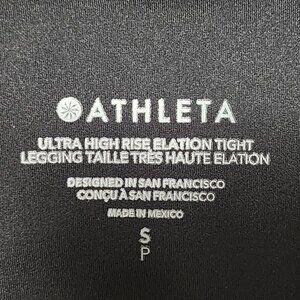 ATHLETA
ULTRA HIGH RISE ELATION TIGHT
LEGGING TAILLE TRÈS HAUTE ELATION
DESIGNED IN SAN FRANCISCO
CONÇU À SAN FRANCISCO
MADE IN MEXICO
S
P